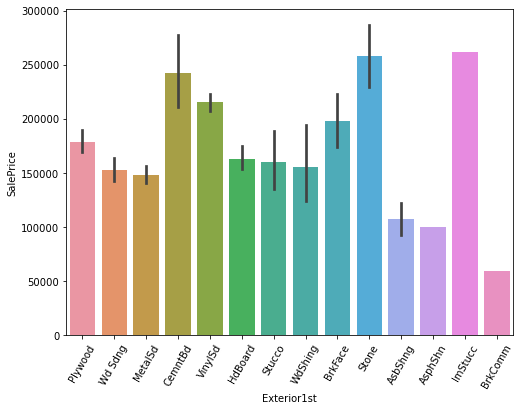 300000
250000
200000
150000
100000
50000
0
SalePrice
Plywood
Wd Sdng
MetalSd
CemntBd
VinylSd
HdBoard
Stucco
WdShing
BrkFace
Stone
AsbShng
AsphShn
ImStucc
BrkComm
Exterior1st